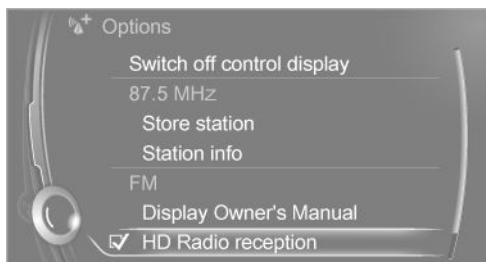 Options
Switch off control display
87.5 MHz
Store station
Station info
FM
Display Owner's Manual
HD Radio reception